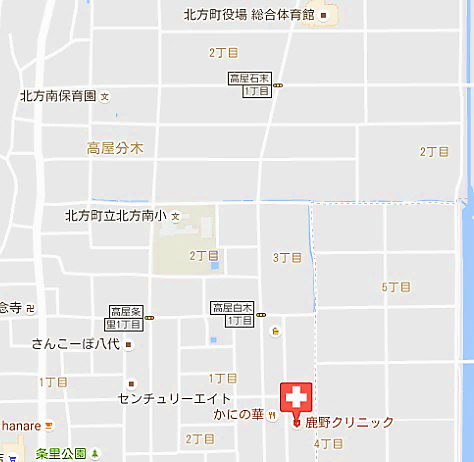 北方町役場 総合体育館
2丁目
高屋石末
1丁目
北方南保育園
高屋分木
2丁目
北方町立北方南小
2丁目
3丁目
5丁目
念寺
高屋条
里1丁目
高屋白木
1丁目
さんこーぽ八代
1丁目
1丁目
センチュリーエイト
かにの華
鹿野クリニック
hanare
2丁目
4丁目
条里公園